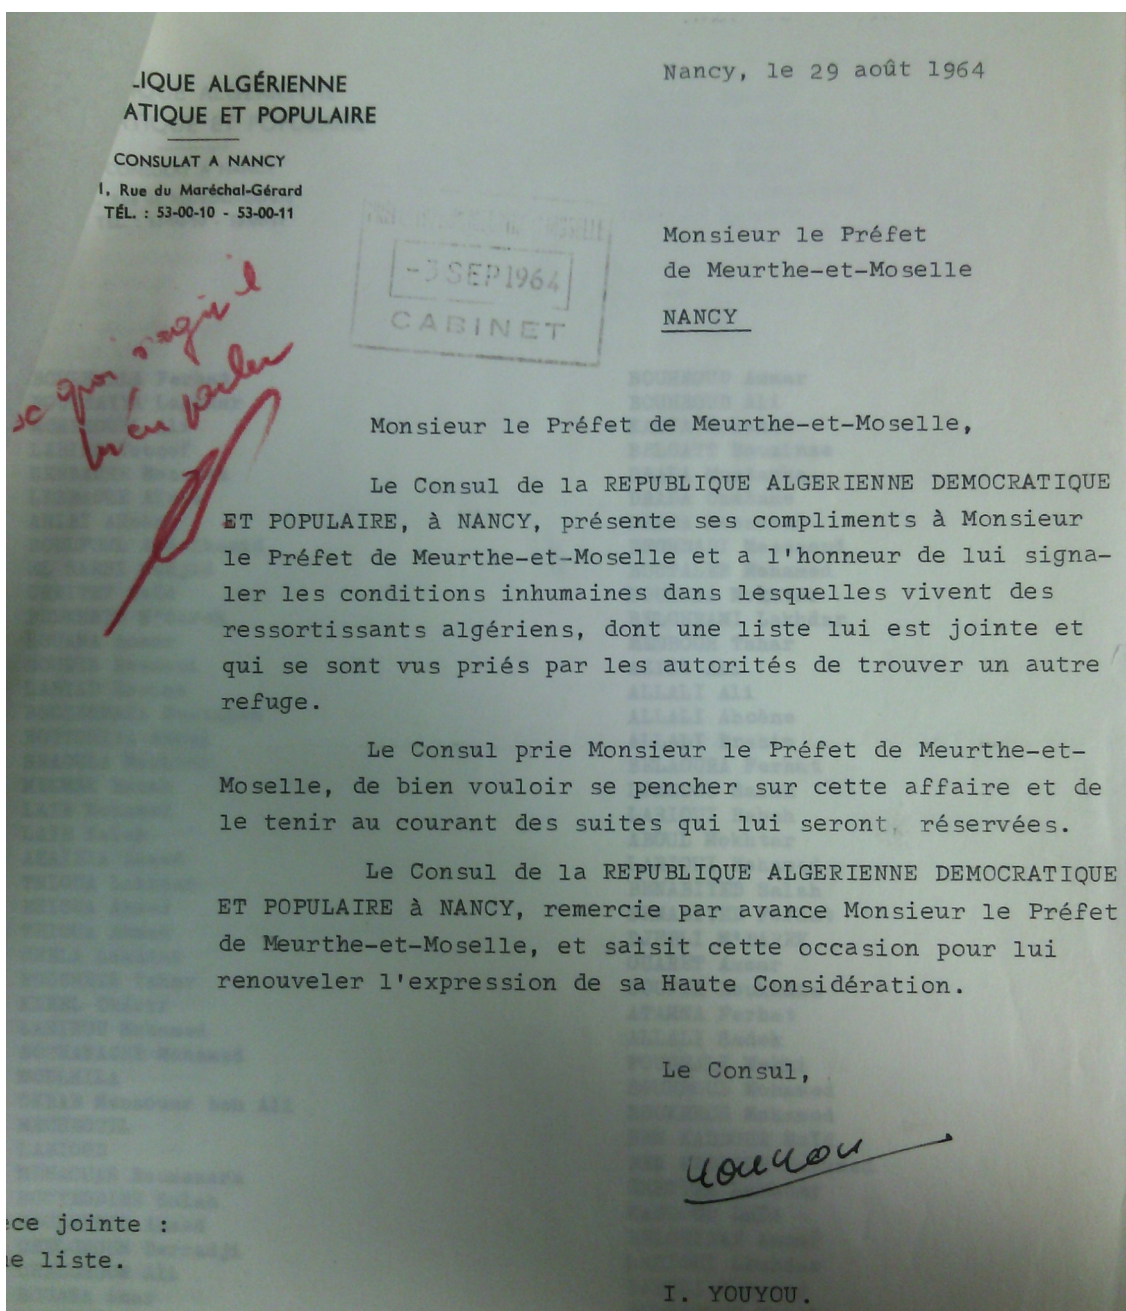 -IQUE ALGÉRIENNE
ATIQUE ET POPULAIRE
CONSULAT A NANCY
1, Rue du Maréchal-Gérard
TÉL. : 53-00-10 - 53-00-11
Nancy, le 29 août 1964
-3 SEP 1964
CABINET
Monsieur le Préfet
de Meurthe-et-Moselle
NANCY
quoi s'agit il
m'en parler
Monsieur le Préfet de Meurthe-et-Moselle,
Le Consul de la REPUBLIQUE ALGERIENNE DEMOCRATIQUE
ET POPULAIRE, à NANCY, présente ses compliments à Monsieur
le Préfet de Meurthe-et-Moselle et a l'honneur de lui signa-
ler les conditions inhumaines dans lesquelles vivent des
ressortissants algériens, dont une liste lui est jointe et
qui se sont vus priés par les autorités de trouver un autre
refuge.
Le Consul prie Monsieur le Préfet de Meurthe-et-
Moselle, de bien vouloir se pencher sur cette affaire et de
le tenir au courant des suites qui lui seront réservées.
Le Consul de la REPUBLIQUE ALGERIENNE DEMOCRATIQUE
ET POPULAIRE à NANCY, remercie par avance Monsieur le Préfet
de Meurthe-et-Moselle, et saisit cette occasion pour lui
renouveler l'expression de sa Haute Considération.
Le Consul,
youyou
ce jointe :
e liste.
I. YOUYOU.